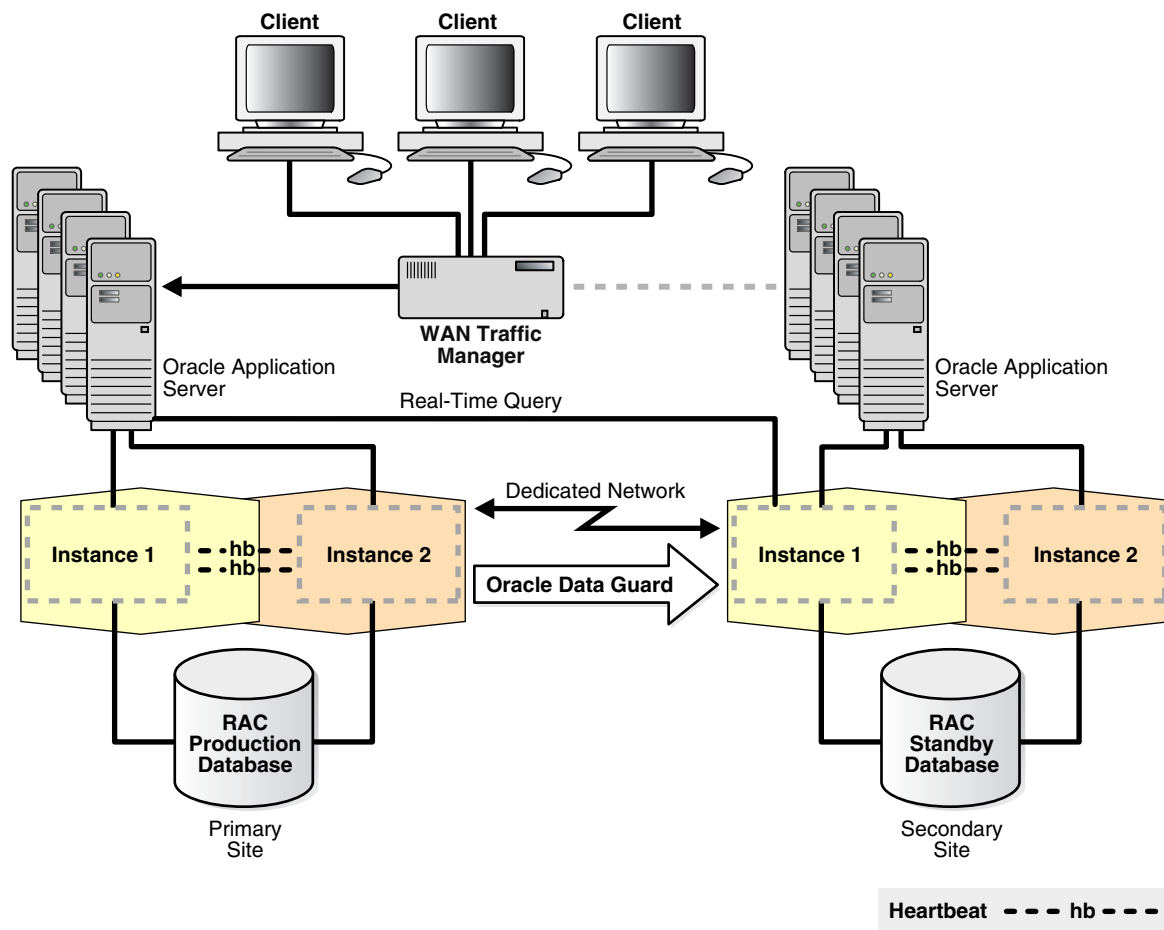 Client
Client
Client
WAN Traffic
Manager
Oracle Application
Server
Oracle Application
Server
Real-Time Query
Dedicated Network
Instance 1
hb
hb
Instance 2
Oracle Data Guard
Instance 1
hb
hb
Instance 2
RAC
Production
Database
RAC
Standby
Database
Primary
Site
Secondary
Site
Heartbeat
hb